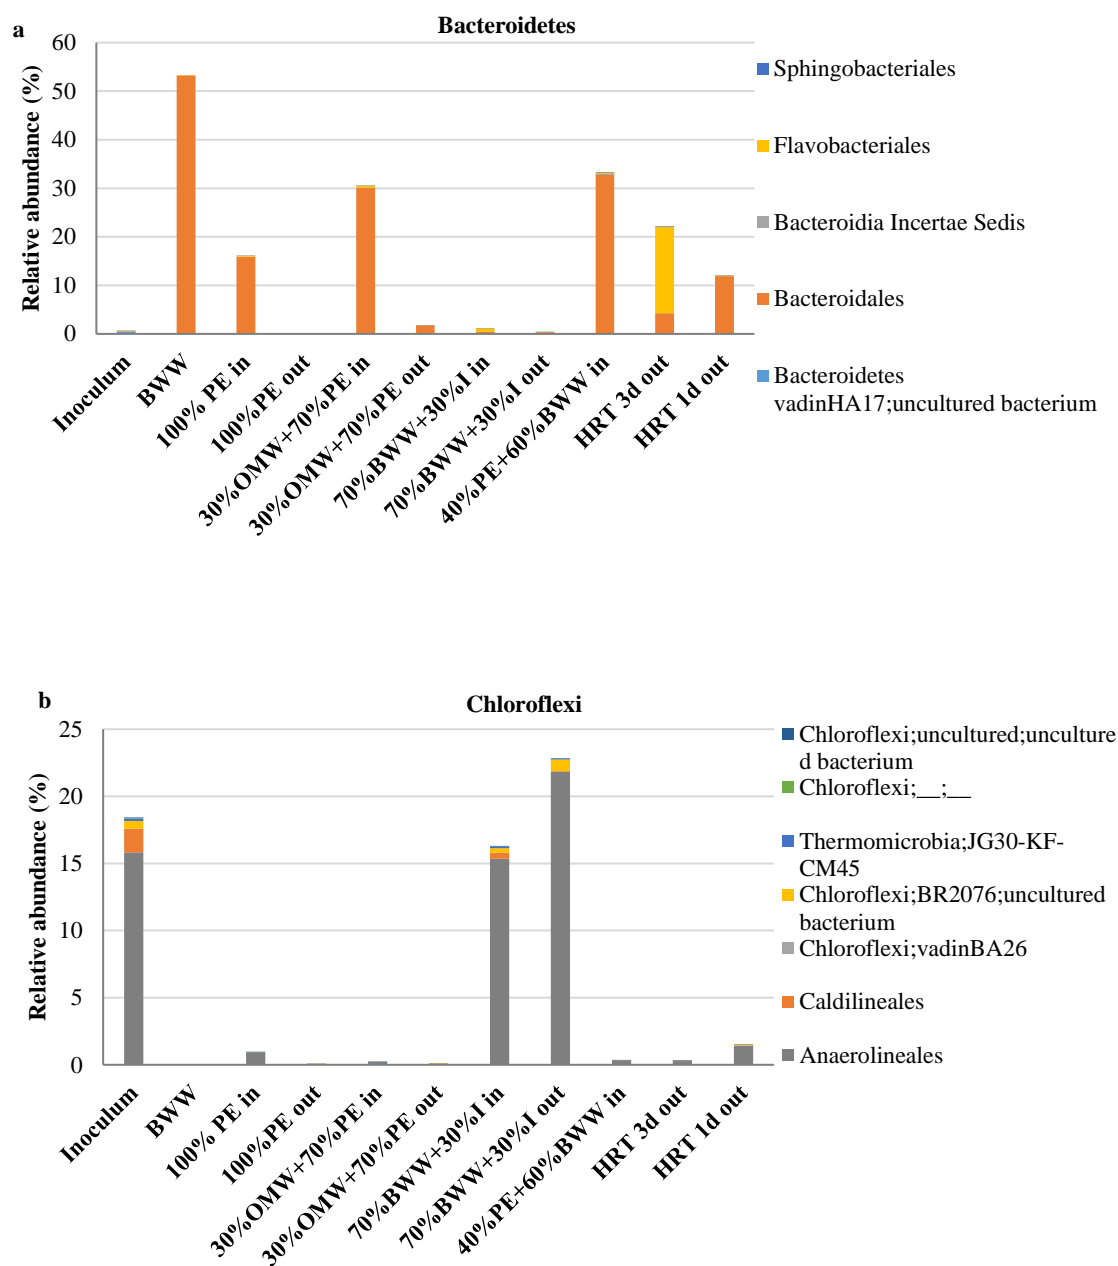 a
Bacteroidetes
Relative abundance (%)
60
50
40
30
20
10
0
Inoculum
BWW
100% PE in
100%PE out
30%OMW+70%PE in
30%OMW+70%PE out
70%BWW+30%I in
70%BWW+30%I out
40%PE+60%BWW in
HRT 3d out
HRT 1d out
Sphingobacteriales
Flavobacteriales
Bacteroidia Incertae Sedis
Bacteroidales
Bacteroidetes
vadinHA17;uncultured bacterium
b
Chloroflexi
Relative abundance (%)
25
20
15
10
5
0
Inoculum
BWW
100% PE in
100%PE out
30%OMW+70%PE in
30%OMW+70%PE out
70%BWW+30%I in
70%BWW+30%I out
40%PE+60%BWW in
HRT 3d out
HRT 1d out
Chloroflexi;uncultured;unculture
d bacterium
Chloroflexi;__;__
Thermomicrobia;JG30-KF-
CM45
Chloroflexi;BR2076;uncultured
bacterium
Chloroflexi;vadinBA26
Caldilineales
Anaerolineales